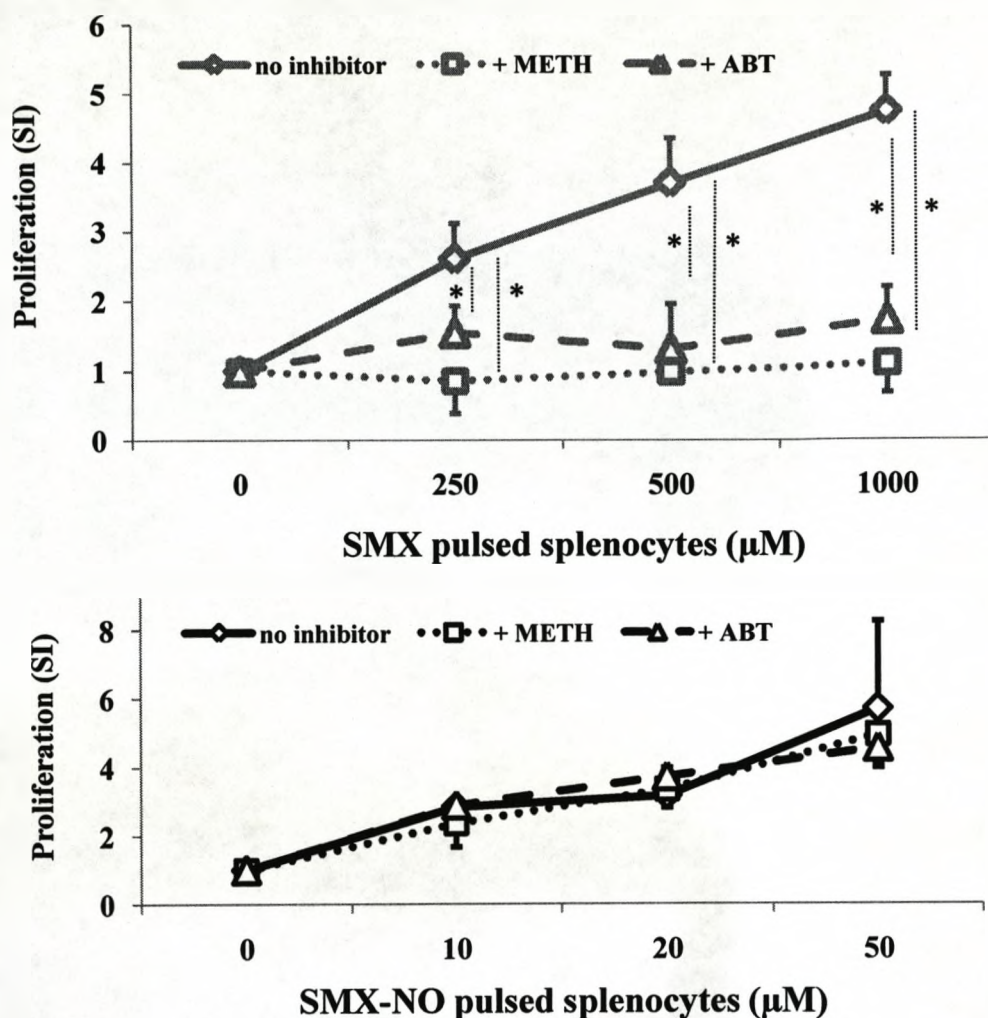 6
no inhibitor + METH + ABT
5
4
3
2
1
0
Proliferation (SI)
* *
* *
* *
0 250 500 1000
SMX pulsed splenocytes (μM)
8
no inhibitor + METH + ABT
6
4
2
0
Proliferation (SI)
0 10 20 50
SMX-NO pulsed splenocytes (μM)